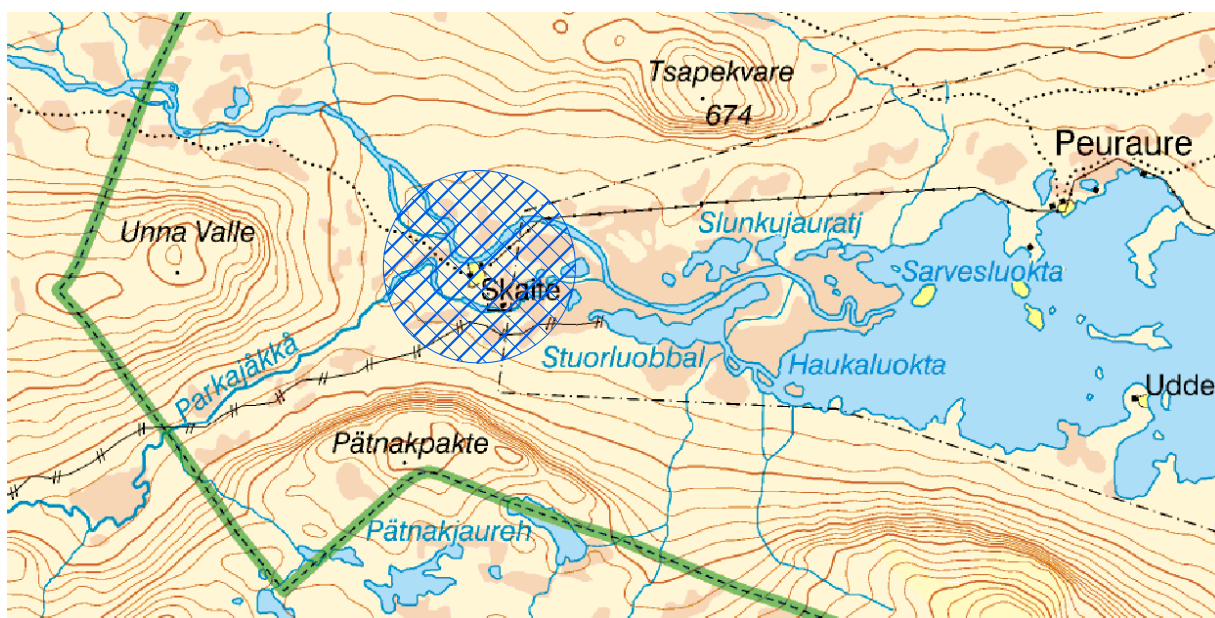 Tsapekvare
674
Peuraure
Unna Valle
Slunkujauratj
Sarvesluokta
Skaite
Parkajåkkå
Stuorluobbal
Haukaluokta
Udde
Pätnakpakte
Pätnakjaureh